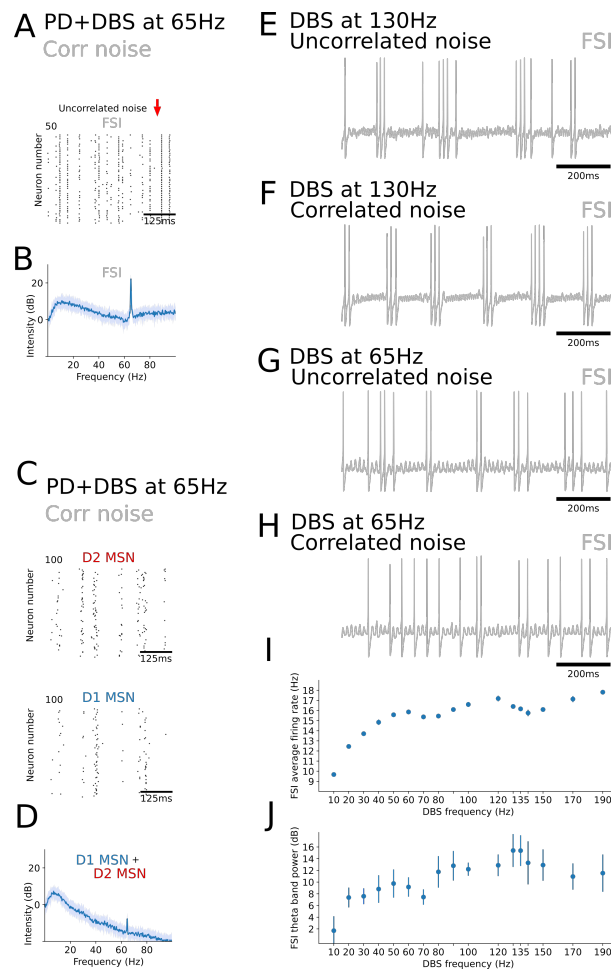 A PD+DBS at 65Hz
Corr noise
Uncorrelated noise
FSI
50
Neuron number
125ms
B
FSI
20
0
Intensity (dB)
20 40 60 80
Frequency (Hz)
C PD+DBS at 65Hz
Corr noise
100 D2 MSN
Neuron number
125ms
100 D1 MSN
Neuron number
125ms
D
D1 MSN +
D2 MSN
20
0
Intensity (dB)
20 40 60 80
Frequency (Hz)
E DBS at 130Hz
Uncorrelated noise FSI
200ms
F DBS at 130Hz
Correlated noise FSI
200ms
G DBS at 65Hz
Uncorrelated noise FSI
200ms
H DBS at 65Hz
Correlated noise FSI
200ms
I
18
17
16
15
14
13
12
11
10
9
FSI average firing rate (Hz)
10 20 30 40 50 60 70 80 90 100 120 135 150 170 190
DBS frequency (Hz)
J
16
14
12
10
8
6
4
2
FSI theta band power (dB)
10 20 30 40 50 60 70 80 100 120 135 150 170 190
DBS frequency (Hz)